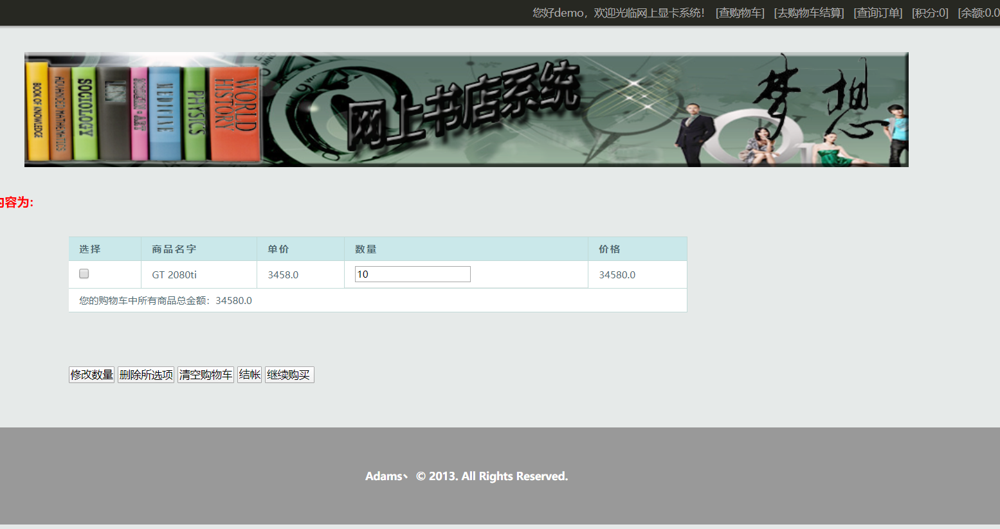 您好demo，欢迎光临网上显卡系统！ [查购物车] [去购物车结算] [查询订单] [积分:0] [余额:0.0
BOOK OF KNOWLEDGE
ADVANCED MATHEMATICS
SOCIOLOGY
MEDICINE
PHYSICS
WORLD HISTORY
网上书店系统
梦想
内容为：
选择 商品名字 单价 数量 价格
GT 2080ti 3458.0 10 34580.0
您的购物车中所有商品总金额：34580.0
修改数量 删除所选项 清空购物车 结帐 继续购买
Adams丶 © 2013. All Rights Reserved.